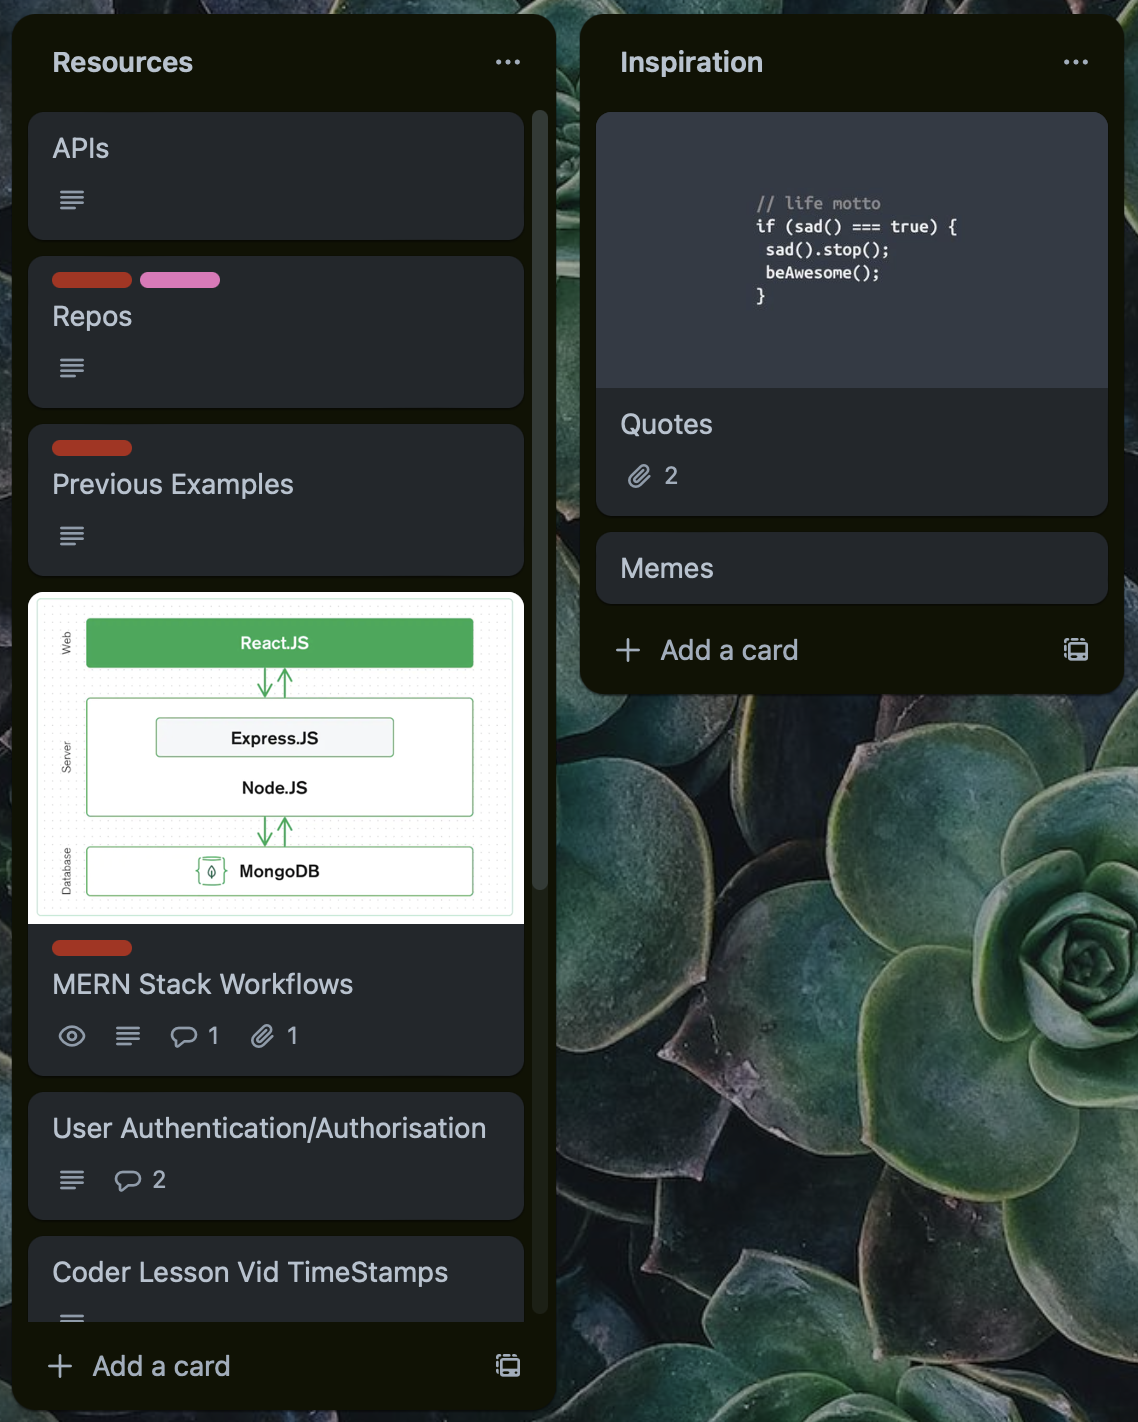 Resources
APIs
Repos
Previous Examples
Web
React.JS
Server
Express.JS
Node.JS
Database
MongoDB
MERN Stack Workflows
1 1
User Authentication/Authorisation
2
Coder Lesson Vid TimeStamps
+ Add a card
Inspiration
// life motto
if (sad() === true) {
sad().stop();
beAwesome();
}
Quotes
2
Memes
+ Add a card